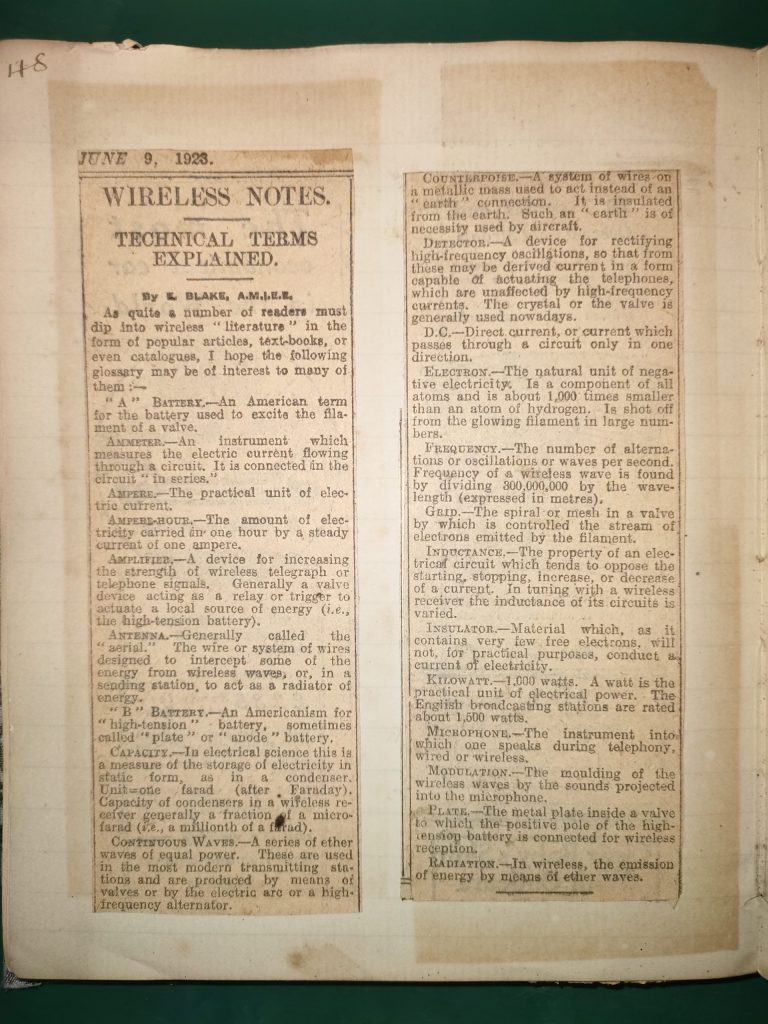 48
JUNE 9, 1923.
WIRELESS NOTES.
TECHNICAL TERMS
EXPLAINED.
By E. BLAKE, A.M.I.E.E.
As quite a number of readers must
dip into wireless "literature" in the
form of popular articles, text-books, or
even catalogues, I hope the following
glossary may be of interest to many of
them:—
"A" BATTERY.—An American term
for the battery used to excite the fila-
ment of a valve.
AMMETER.—An instrument which
measures the electric current flowing
through a circuit. It is connected in the
circuit "in series."
AMPERE.—The practical unit of elec-
tric current.
AMPERE-HOUR.—The amount of elec-
tricity carried in one hour by a steady
current of one ampere.
AMPLIFIER.—A device for increasing
the strength of wireless telegraph or
telephone signals. Generally a valve
device acting as a relay or trigger to
actuate a local source of energy (i.e.,
the high-tension battery).
ANTENNA.—Generally called the
"aerial." The wire or system of wires
designed to intercept some of the
energy from wireless waves, or, in a
sending station, to act as a radiator of
energy.
"B" BATTERY.—An Americanism for
"high-tension" battery, sometimes
called "plate" or "anode" battery.
CAPACITY.—In electrical science this is
a measure of the storage of electricity in
static form, as in a condenser.
Unit=one farad (after Faraday).
Capacity of condensers in a wireless re-
ceiver generally a fraction of a micro-
farad (i.e., a millionth of a farad).
CONTINUOUS WAVES.—A series of ether
waves of equal power. These are used
in the most modern transmitting sta-
tions and are produced by means of
valves or by the electric arc or a high-
frequency alternator.
COUNTERPOISE.—A system of wires or
a metallic mass used to act instead of an
"earth" connection. It is insulated
from the earth. Such an "earth" is of
necessity used by aircraft.
DETECTOR.—A device for rectifying
high-frequency oscillations, so that from
these may be derived current in a form
capable of actuating the telephones,
which are unaffected by high-frequency
currents. The crystal or the valve is
generally used nowadays.
D.C.—Direct current, or current which
passes through a circuit only in one
direction.
ELECTRON.—The natural unit of nega-
tive electricity. Is a component of all
atoms and is about 1,000 times smaller
than an atom of hydrogen. Is shot off
from the glowing filament in large num-
bers.
FREQUENCY.—The number of alterna-
tions or oscillations or waves per second.
Frequency of a wireless wave is found
by dividing 300,000,000 by the wave-
length (expressed in metres).
GRID.—The spiral or mesh in a valve
by which is controlled the stream of
electrons emitted by the filament.
INDUCTANCE.—The property of an elec-
trical circuit which tends to oppose the
starting, stopping, increase, or decrease
of a current. In tuning with a wireless
receiver the inductance of its circuits is
varied.
INSULATOR.—Material which, as it
contains very few free electrons, will
not, for practical purposes, conduct a
current of electricity.
KILOWATT.—1,000 watts. A watt is the
practical unit of electrical power. The
English broadcasting stations are rated
about 1,500 watts.
MICROPHONE.—The instrument into
which one speaks during telephony,
wired or wireless.
MODULATION.—The moulding of the
wireless waves by the sounds projected
into the microphone.
PLATE.—The metal plate inside a valve
to which the positive pole of the high-
tension battery is connected for wireless
reception.
RADIATION.—In wireless, the emission
of energy by means of ether waves.